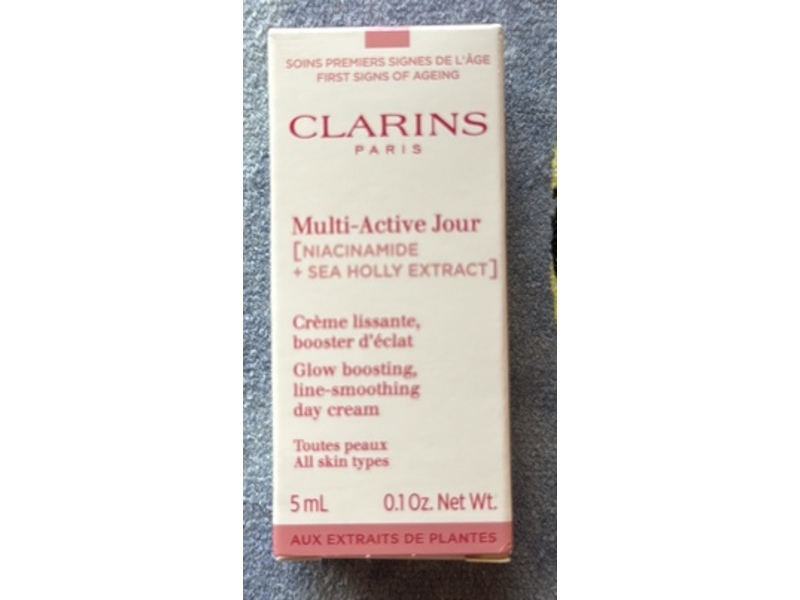 SOINS PREMIERS SIGNES DE L'ÂGE
FIRST SIGNS OF AGEING
CLARINS
PARIS
Multi-Active Jour
[NIACINAMIDE
+ SEA HOLLY EXTRACT]
Crème lissante,
booster d'éclat
Glow boosting,
line-smoothing
day cream
Toutes peaux
All skin types
5 mL 0.1 Oz. Net Wt.
AUX EXTRAITS DE PLANTES